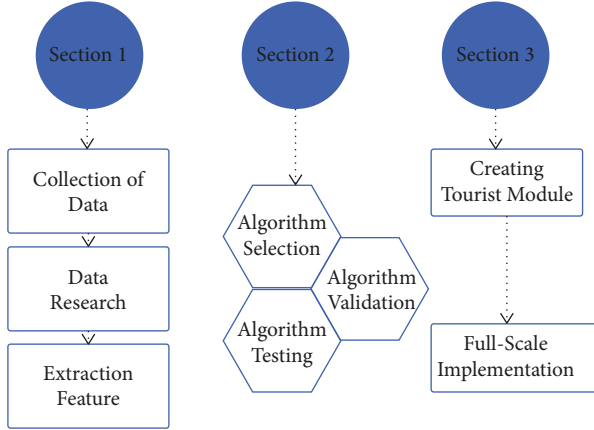 Section 1
Collection of
Data
Data
Research
Extraction
Feature
Section 2
Algorithm
Selection
Algorithm
Validation
Algorithm
Testing
Section 3
Creating
Tourist Module
Full-Scale
Implementation